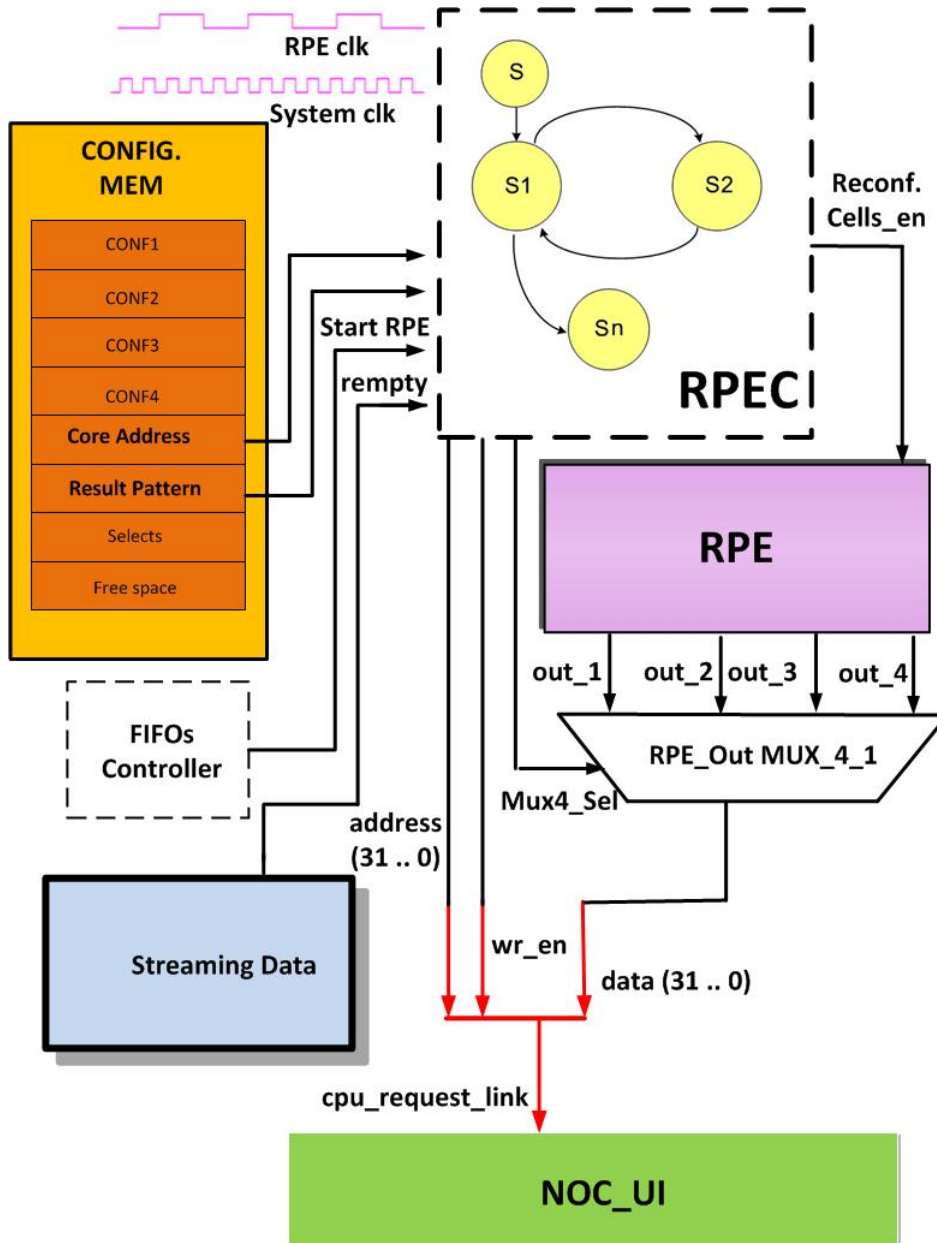 RPE clk
System clk
CONFIG.
MEM
CONF1
CONF2
CONF3
CONF4
Core Address
Result Pattern
Selects
Free space
Start RPE
rempty
S
S1
S2
Sn
RPEC
Reconf.
Cells_en
RPE
out_1
out_2
out_3
out_4
RPE_Out MUX_4_1
Mux4_Sel
FIFOs
Controller
address
(31 .. 0)
Streaming Data
wr_en
data (31 .. 0)
cpu_request_link
NOC_UI